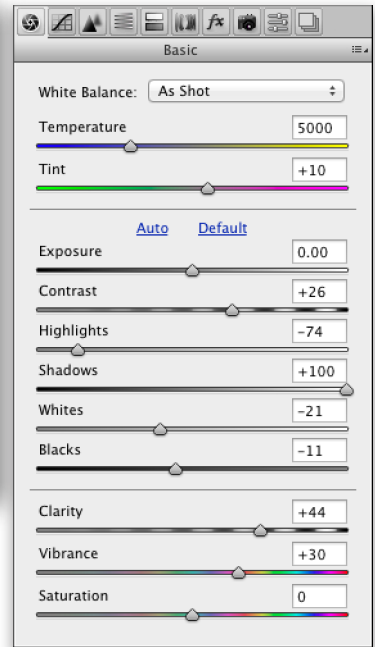 fx
Basic
White Balance: As Shot
Temperature 5000
Tint +10
Auto Default
Exposure 0.00
Contrast +26
Highlights -74
Shadows +100
Whites -21
Blacks -11
Clarity +44
Vibrance +30
Saturation 0